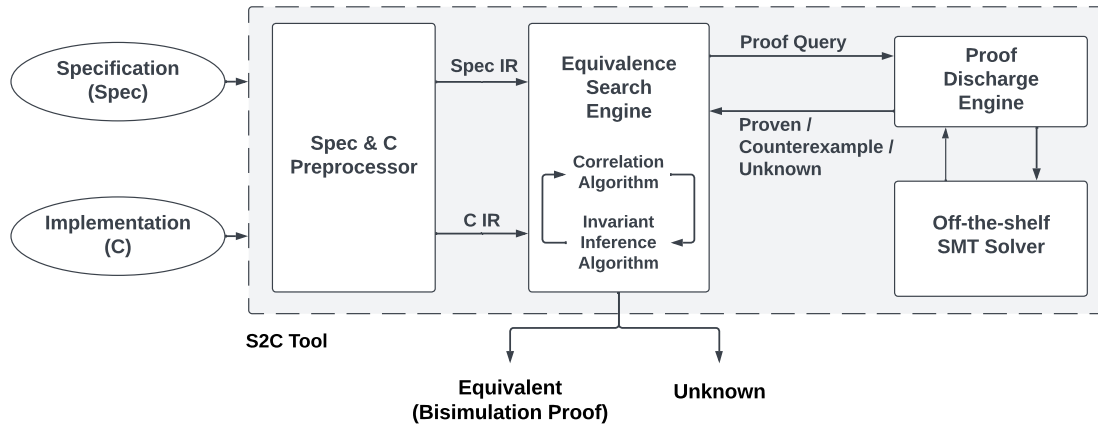 Specification
(Spec)
Implementation
(C)
Spec & C
Preprocessor
Spec IR
C IR
Equivalence
Search
Engine
Correlation
Algorithm
Invariant
Inference
Algorithm
Proof Query
Proven /
Counterexample /
Unknown
Proof
Discharge
Engine
Off-the-shelf
SMT Solver
S2C Tool
Equivalent
(Bisimulation Proof)
Unknown